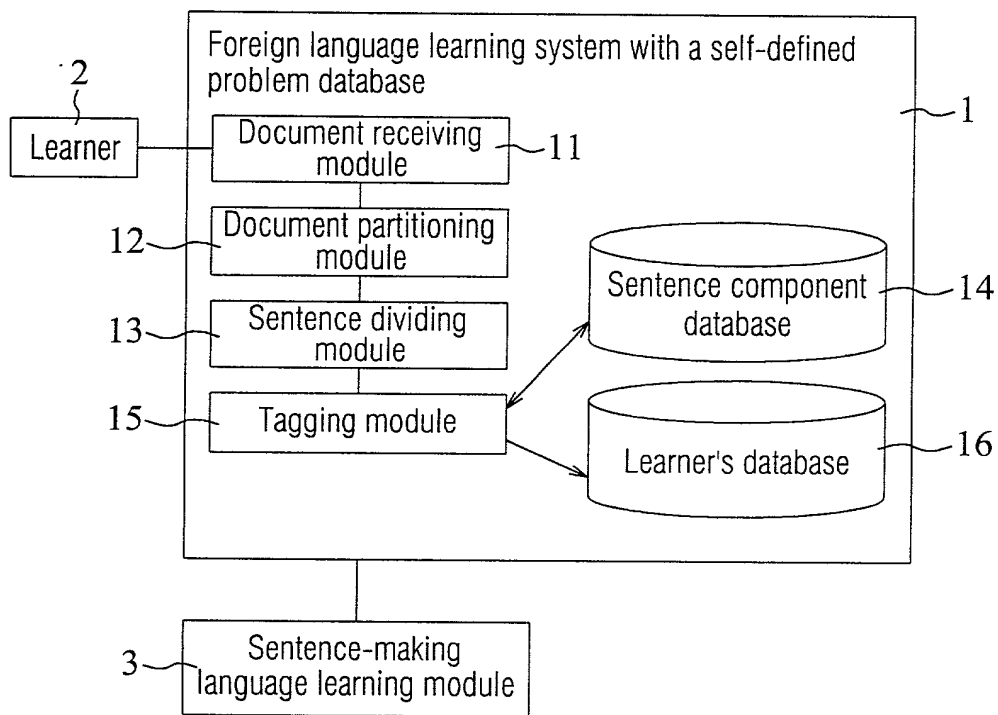 Foreign language learning system with a self-defined
problem database
1
2
Learner
Document receiving
module
11
12
Document partitioning
module
13
Sentence dividing
module
15
Tagging module
Sentence component
database
14
Learner's database
16
3
Sentence-making
language learning module